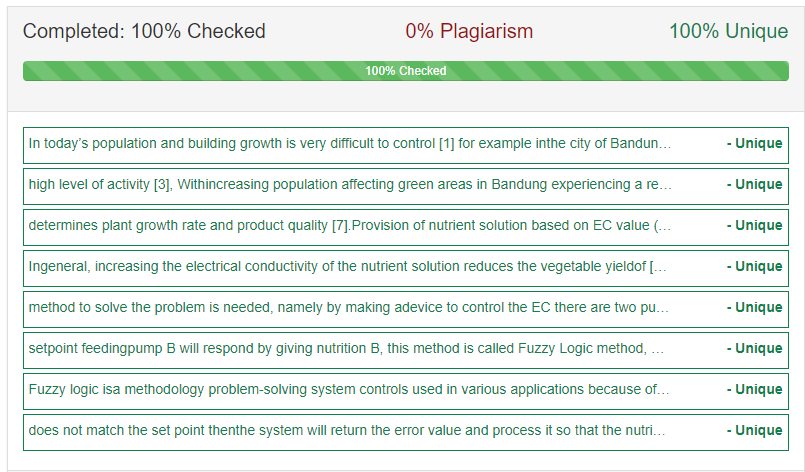 Completed: 100% Checked 0% Plagiarism 100% Unique
100% Checked
In today's population and building growth is very difficult to control [1] for example inthe city of Bandun... - Unique
high level of activity [3], Withincreasing population affecting green areas in Bandung experiencing a re... - Unique
determines plant growth rate and product quality [7].Provision of nutrient solution based on EC value (... - Unique
Ingeneral, increasing the electrical conductivity of the nutrient solution reduces the vegetable yieldof [... - Unique
method to solve the problem is needed, namely by making adevice to control the EC there are two pu... - Unique
setpoint feedingpump B will respond by giving nutrition B, this method is called Fuzzy Logic method, ... - Unique
Fuzzy logic isa methodology problem-solving system controls used in various applications because of... - Unique
does not match the set point thenthe system will return the error value and process it so that the nutri... - Unique